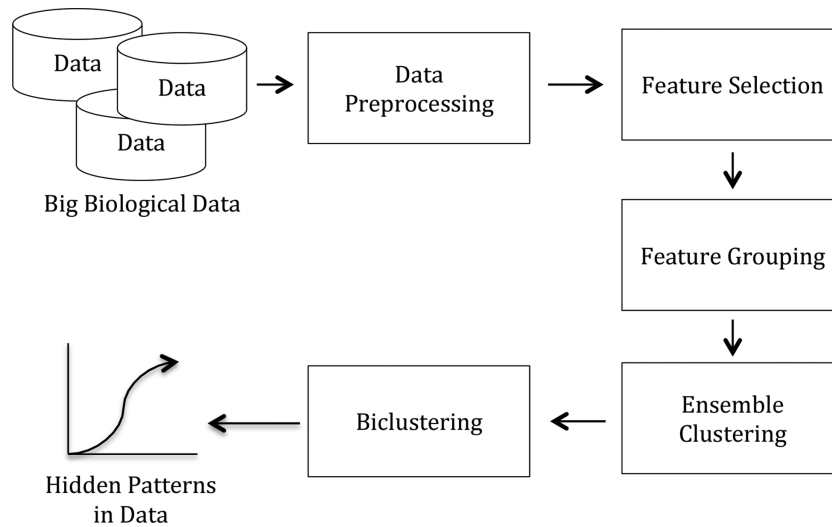 Data
Data
Data
Big Biological Data
Data
Preprocessing
Feature Selection
Feature Grouping
Ensemble
Clustering
Biclustering
Hidden Patterns
in Data